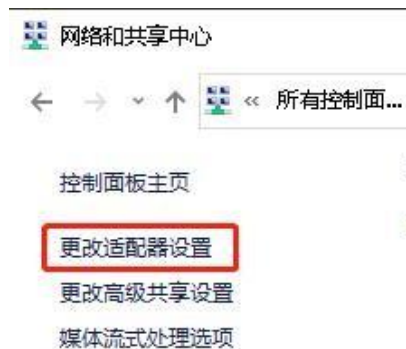 网络和共享中心
« 所有控制面...
控制面板主页
更改适配器设置
更改高级共享设置
媒体流式处理选项